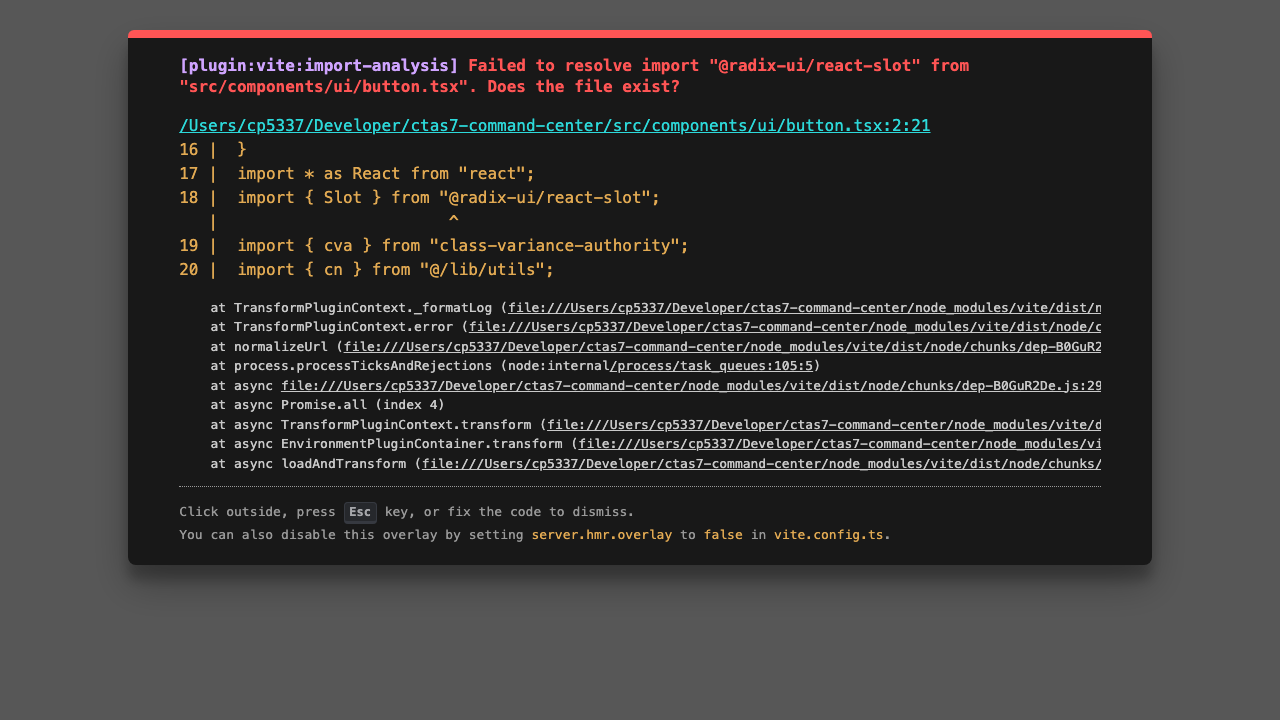 [plugin:vite:import-analysis] Failed to resolve import "@radix-ui/react-slot" from
"src/components/ui/button.tsx". Does the file exist?
/Users/cp5337/Developer/ctas7-command-center/src/components/ui/button.tsx:2:21
16 |  }
17 |  import * as React from "react";
18 |  import { Slot } from "@radix-ui/react-slot";
   |                        ^
19 |  import { cva } from "class-variance-authority";
20 |  import { cn } from "@/lib/utils";
at TransformPluginContext._formatLog (file:///Users/cp5337/Developer/ctas7-command-center/node_modules/vite/dist/n
at TransformPluginContext.error (file:///Users/cp5337/Developer/ctas7-command-center/node_modules/vite/dist/node/c
at normalizeUrl (file:///Users/cp5337/Developer/ctas7-command-center/node_modules/vite/dist/node/chunks/dep-B0GuR2
at process.processTicksAndRejections (node:internal/process/task_queues:105:5)
at async file:///Users/cp5337/Developer/ctas7-command-center/node_modules/vite/dist/node/chunks/dep-B0GuR2De.js:29
at async Promise.all (index 4)
at async TransformPluginContext.transform (file:///Users/cp5337/Developer/ctas7-command-center/node_modules/vite/d
at async EnvironmentPluginContainer.transform (file:///Users/cp5337/Developer/ctas7-command-center/node_modules/vi
at async loadAndTransform (file:///Users/cp5337/Developer/ctas7-command-center/node_modules/vite/dist/node/chunks/
Click outside, press Esc key, or fix the code to dismiss.
You can also disable this overlay by setting server.hmr.overlay to false in vite.config.ts.